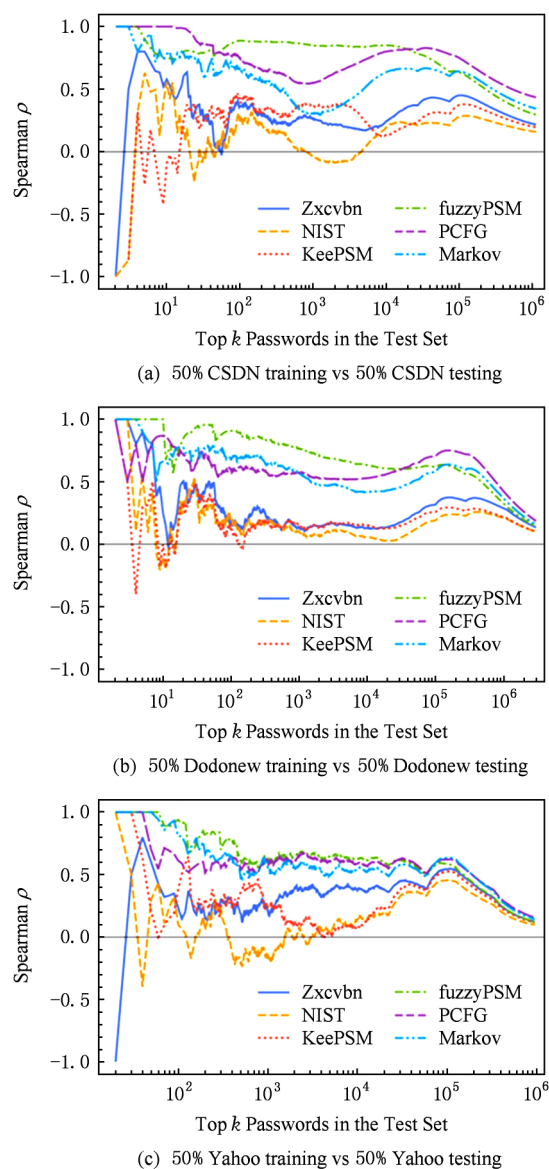 1.0
0.5
0.0
−0.5
−1.0
Spearman ρ
Zxcvbn
NIST
KeePSM
fuzzyPSM
PCFG
Markov
10^1 10^2 10^3 10^4 10^5 10^6
Top k Passwords in the Test Set
(a) 50% CSDN training vs 50% CSDN testing
1.0
0.5
0.0
−0.5
−1.0
Spearman ρ
Zxcvbn
NIST
KeePSM
fuzzyPSM
PCFG
Markov
10^1 10^2 10^3 10^4 10^5 10^6
Top k Passwords in the Test Set
(b) 50% Dodonew training vs 50% Dodonew testing
1.0
0.5
0.0
−0.5
−1.0
Spearman ρ
Zxcvbn
NIST
KeePSM
fuzzyPSM
PCFG
Markov
10^2 10^3 10^4 10^5 10^6
Top k Passwords in the Test Set
(c) 50% Yahoo training vs 50% Yahoo testing